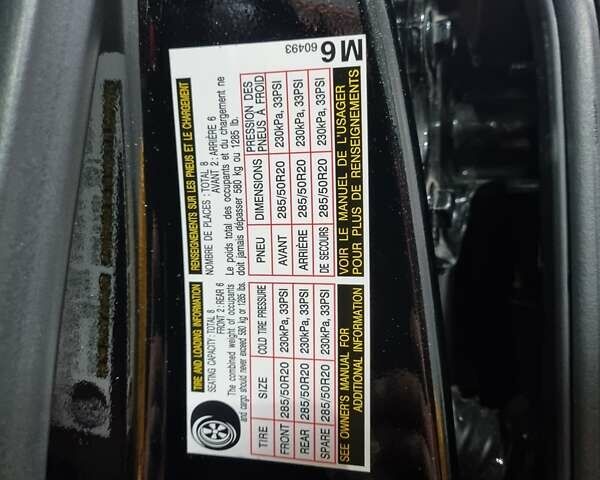 TIRE AND LOADING INFORMATION
SEATING CAPACITY: TOTAL 8
FRONT 2: REAR 6
The combined weight of occupants
and cargo should never exceed 580 kg or 1285 lbs.
TIRE SIZE COLD TIRE PRESSURE
FRONT 285/50R20 230kPa, 33PSI
REAR 285/50R20 230kPa, 33PSI
SPARE 285/50R20 230kPa, 33PSI
SEE OWNER'S MANUAL FOR
ADDITIONAL INFORMATION
RENSEIGNEMENTS SUR LES PNEUS ET LE CHARGEMENT
NOMBRE DE PLACES : TOTAL 8
AVANT 2: ARRIÈRE 6
Le poids total des occupants et du chargement ne
doit jamais dépasser 580 kg ou 1285 lb.
PNEU DIMENSIONS PRESSION DES
PNEUS À FROID
AVANT 285/50R20 230kPa, 33PSI
ARRIÈRE 285/50R20 230kPa, 33PSI
DE SECOURS 285/50R20 230kPa, 33PSI
VOIR LE MANUEL DE L'USAGER
POUR PLUS DE RENSEIGNEMENTS
60493
M6